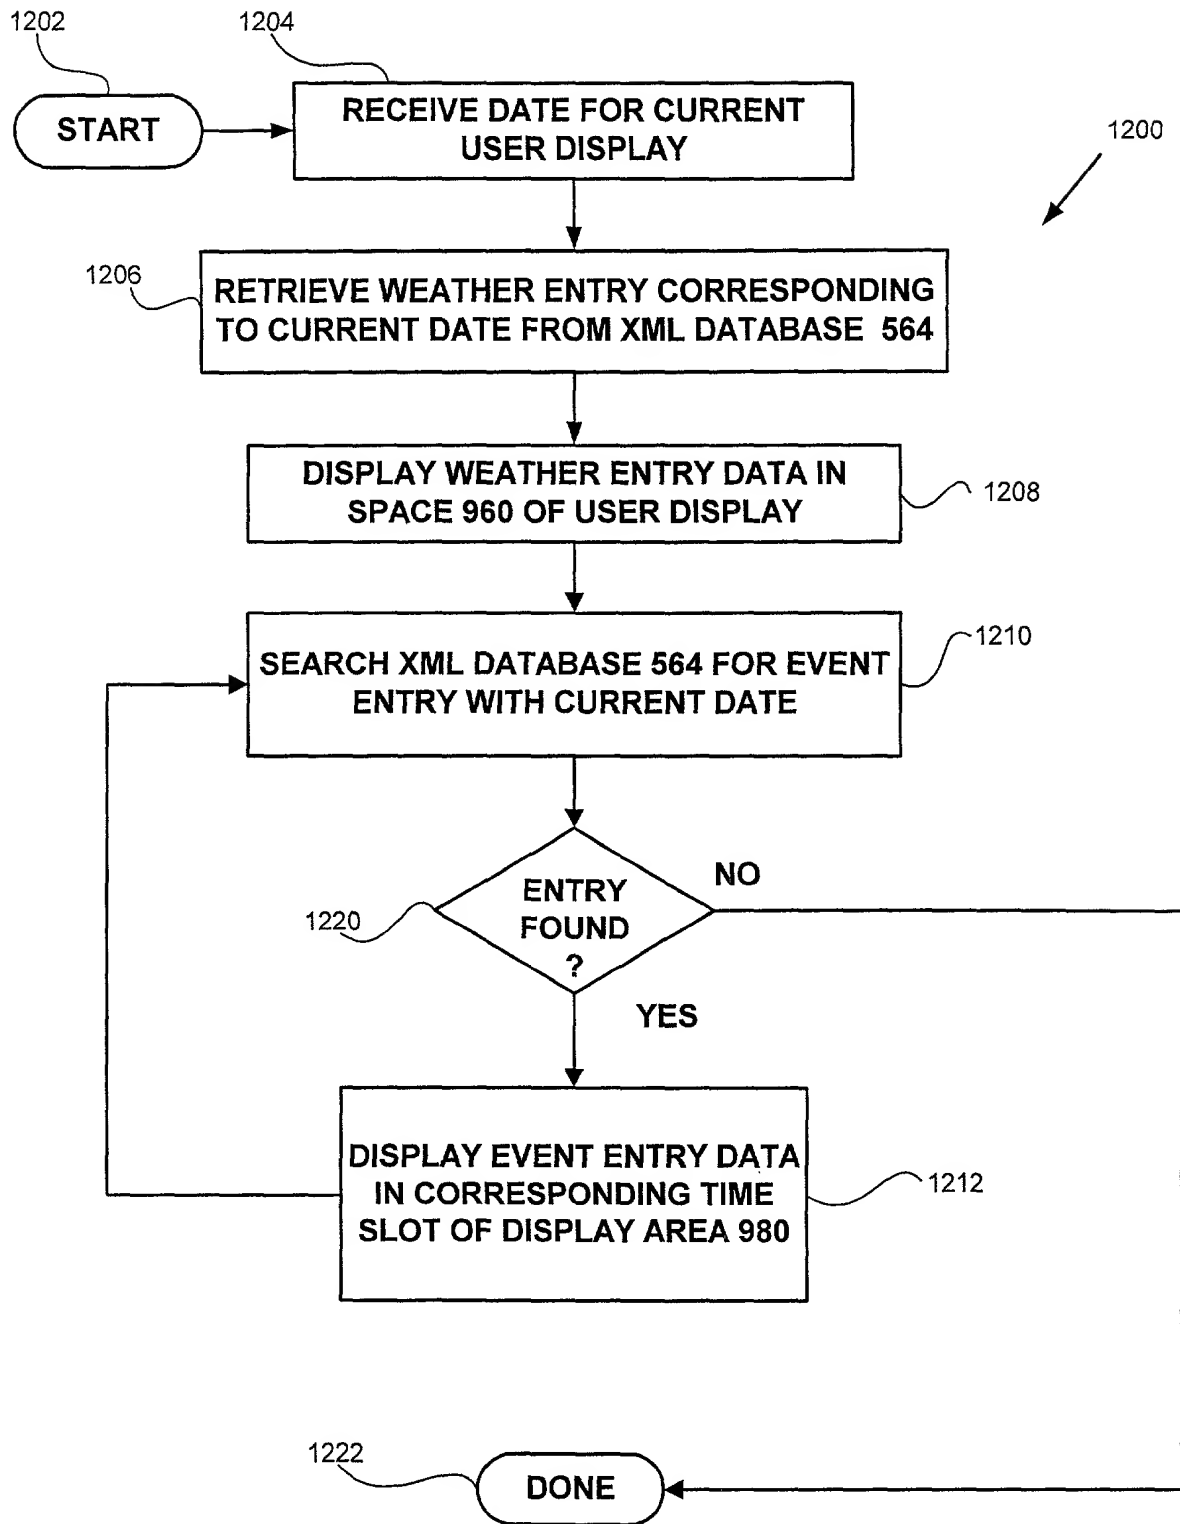 1202
1204
START
RECEIVE DATE FOR CURRENT
USER DISPLAY
1200
1206
RETRIEVE WEATHER ENTRY CORRESPONDING
TO CURRENT DATE FROM XML DATABASE 564
DISPLAY WEATHER ENTRY DATA IN
SPACE 960 OF USER DISPLAY
1208
1210
SEARCH XML DATABASE 564 FOR EVENT
ENTRY WITH CURRENT DATE
NO
ENTRY
FOUND
?
1220
YES
DISPLAY EVENT ENTRY DATA
IN CORRESPONDING TIME
SLOT OF DISPLAY AREA 980
1212
1222
DONE